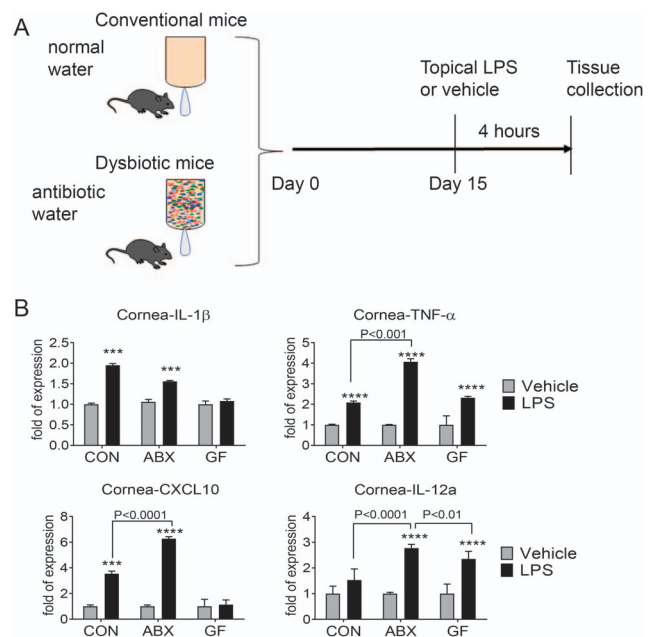 A
Conventional mice
normal
water
Dysbiotic mice
antibiotic
water
Topical LPS
or vehicle
Tissue
collection
4 hours
Day 0
Day 15
B
Cornea-IL-1β
fold of expression
2.5
2.0
1.5
1.0
0.5
0.0
***
***
CON
ABX
GF
Cornea-TNF-α
fold of expression
5
4
3
2
1
0
P<0.001
****
****
****
CON
ABX
GF
Vehicle
LPS
Cornea-CXCL10
fold of expression
8
6
4
2
0
P<0.0001
***
****
CON
ABX
GF
Cornea-IL-12a
fold of expression
4
3
2
1
0
P<0.0001
P<0.01
****
****
CON
ABX
GF
Vehicle
LPS